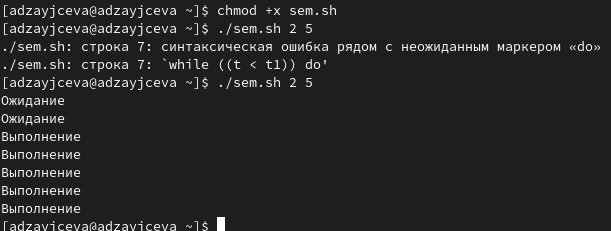 [adzayjceva@adzayjceva ~]$ chmod +x sem.sh
[adzayjceva@adzayjceva ~]$ ./sem.sh 2 5
./sem.sh: строка 7: синтаксическая ошибка рядом с неожиданным маркером «do»
./sem.sh: строка 7: `while ((t < t1)) do'
[adzayjceva@adzayjceva ~]$ ./sem.sh 2 5
Ожидание
Ожидание
Выполнение
Выполнение
Выполнение
Выполнение
Выполнение
[adzayjceva@adzayjceva ~]$